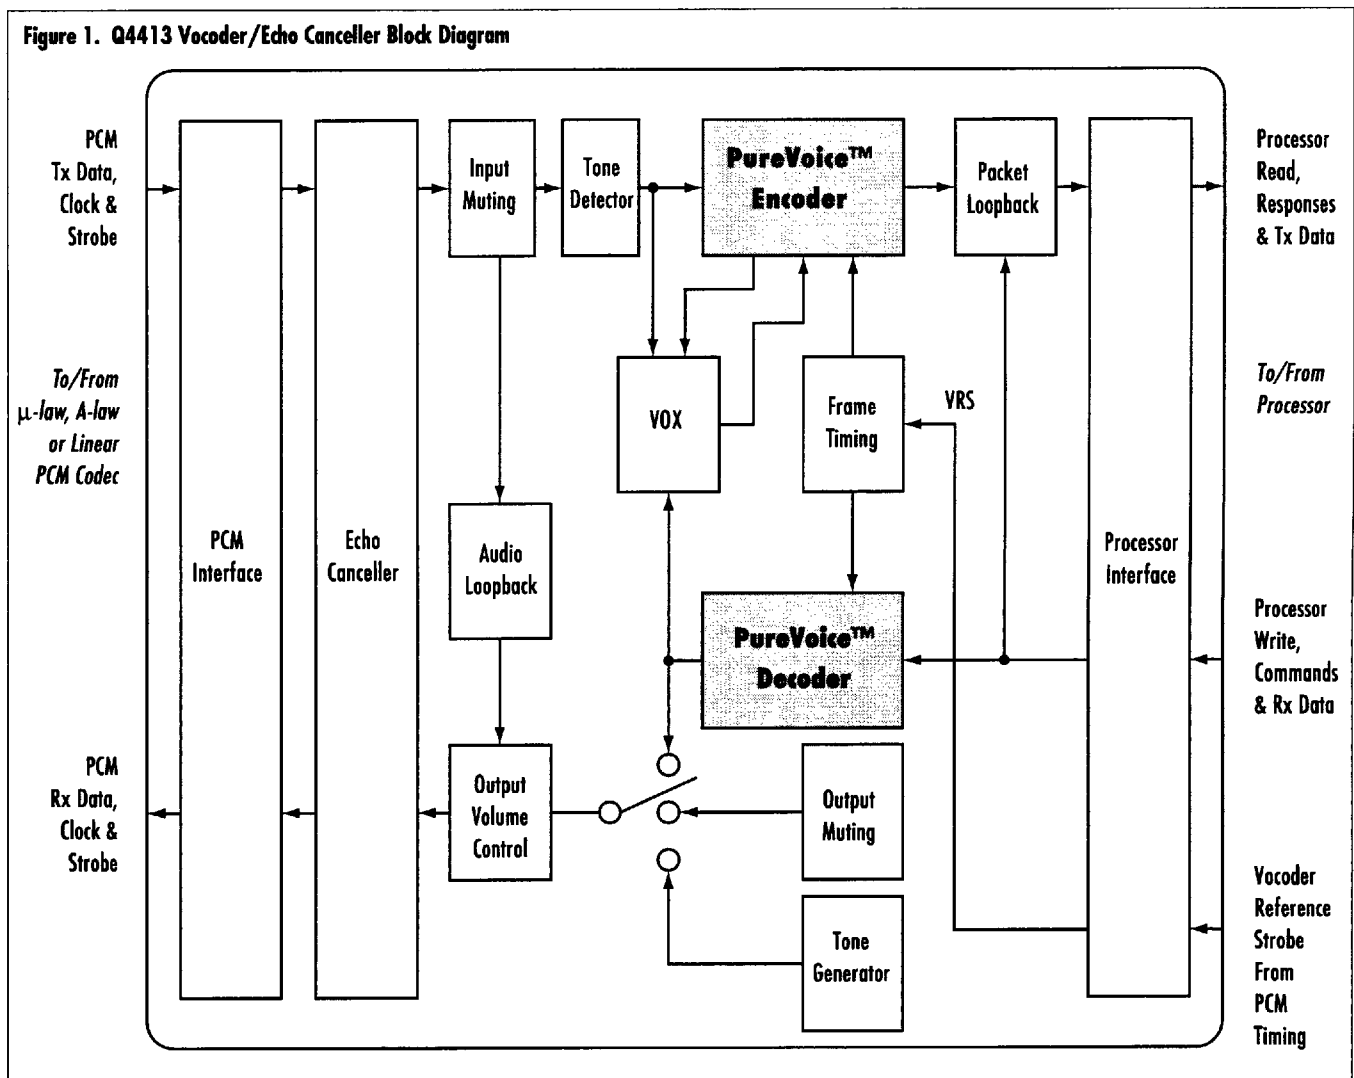 Figure 1. Q4413 Vocoder/Echo Canceller Block Diagram
PCM
Tx Data,
Clock &
Strobe
To/From
μ-law, A-law
or Linear
PCM Codec
PCM
Rx Data,
Clock &
Strobe
PCM
Interface
Echo
Canceller
Input
Muting
Tone
Detector
PureVoice™
Encoder
Packet
Loopback
VOX
Frame
Timing
VRS
Audio
Loopback
PureVoice™
Decoder
Output
Volume
Control
Output
Muting
Tone
Generator
Processor
Interface
Processor
Read,
Responses
& Tx Data
To/From
Processor
Processor
Write,
Commands
& Rx Data
Vocoder
Reference
Strobe
From
PCM
Timing